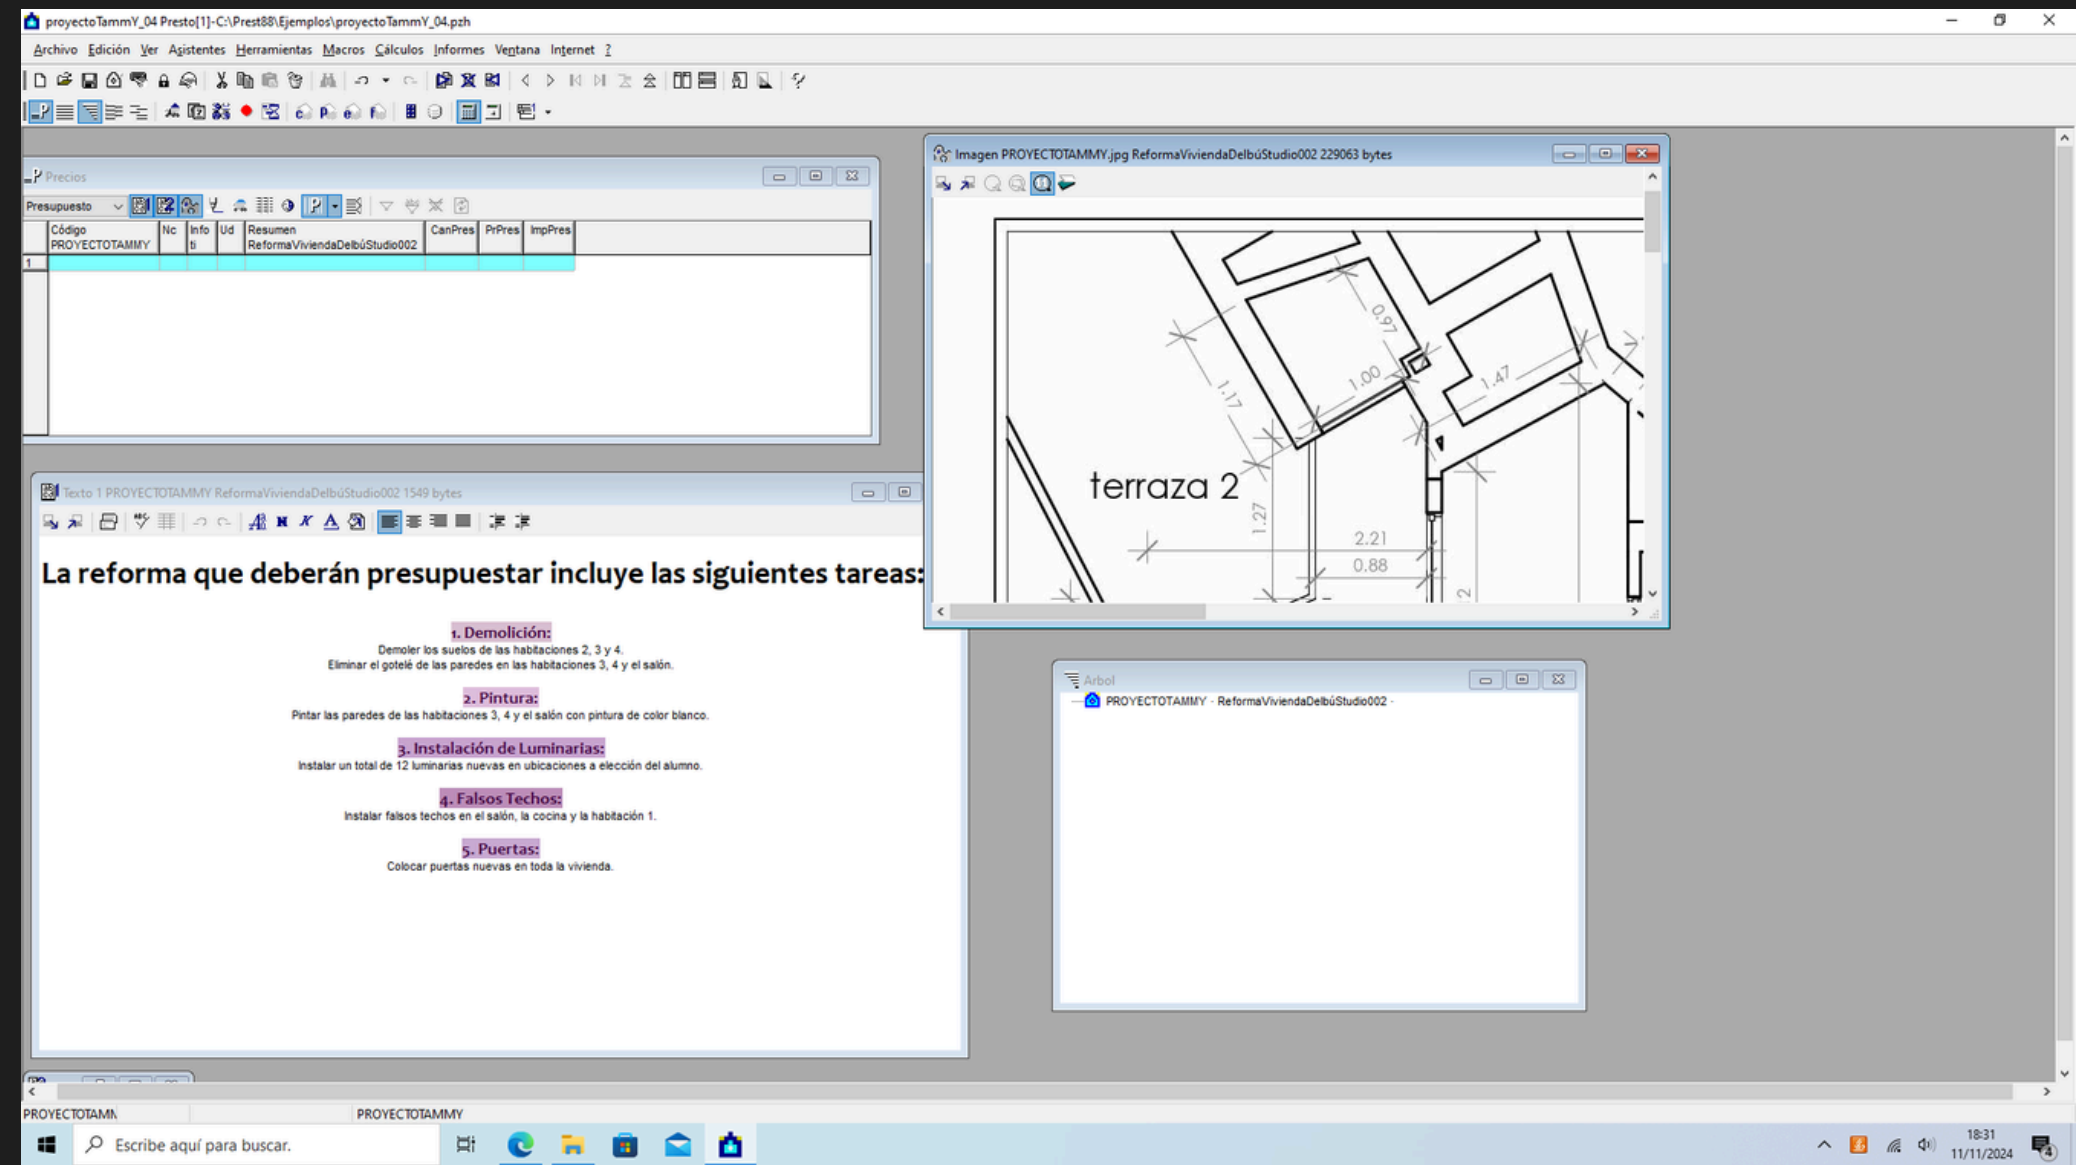 proyectoTammY_04 Presto[1]-C:\Prest88\Ejemplos\proyectoTammY_04.pzh
Archivo Edición Ver Asistentes Herramientas Macros Cálculos Informes Ventana Internet ?
Precios
Presupuesto
Código Nc Info Ud Resumen CanPres PrPres ImpPres
PROYECTOTAMMY ti ReformaViviendaDelbúStudio002
1
Imagen PROYECTOTAMMY.jpg ReformaViviendaDelbúStudio002 229063 bytes
0.97
1.00
1.47
1.17
terraza 2
1.27
2.21
0.88
Texto 1 PROYECTOTAMMY ReformaViviendaDelbúStudio002 1549 bytes
La reforma que deberán presupuestar incluye las siguientes tareas:
1. Demolición:
Demoler los suelos de las habitaciones 2, 3 y 4.
Eliminar el gotelé de las paredes en las habitaciones 3, 4 y el salón.
2. Pintura:
Pintar las paredes de las habitaciones 3, 4 y el salón con pintura de color blanco.
3. Instalación de Luminarias:
Instalar un total de 12 luminarias nuevas en ubicaciones a elección del alumno.
4. Falsos Techos:
Instalar falsos techos en el salón, la cocina y la habitación 1.
5. Puertas:
Colocar puertas nuevas en toda la vivienda.
Arbol
PROYECTOTAMMY - ReformaViviendaDelbúStudio002 -
PROYECTOTAMM PROYECTOTAMMY
Escribe aquí para buscar.
18:31
11/11/2024
4